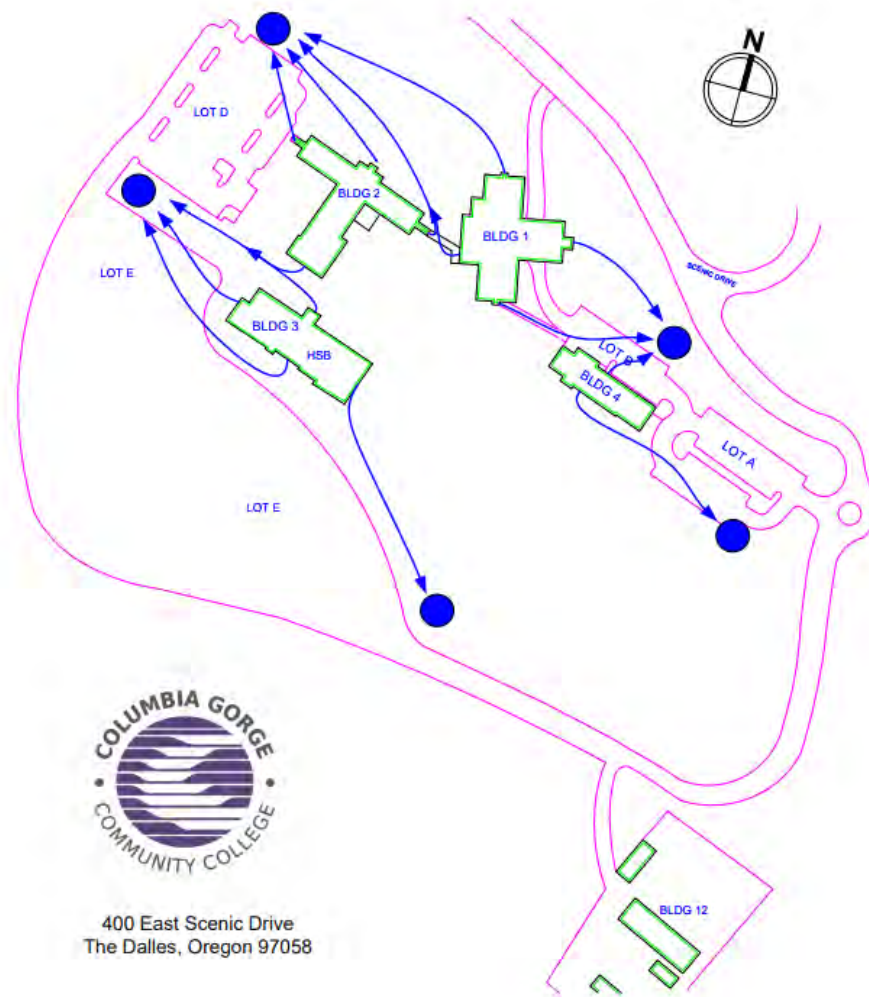 N
LOT D
BLDG 2
BLDG 1
LOT E
SCENIC DRIVE
BLDG 3
HSB
LOT B
BLDG 4
LOT A
LOT E
COLUMBIA GORGE
COMMUNITY COLLEGE
BLDG 12
400 East Scenic Drive
The Dalles, Oregon 97058